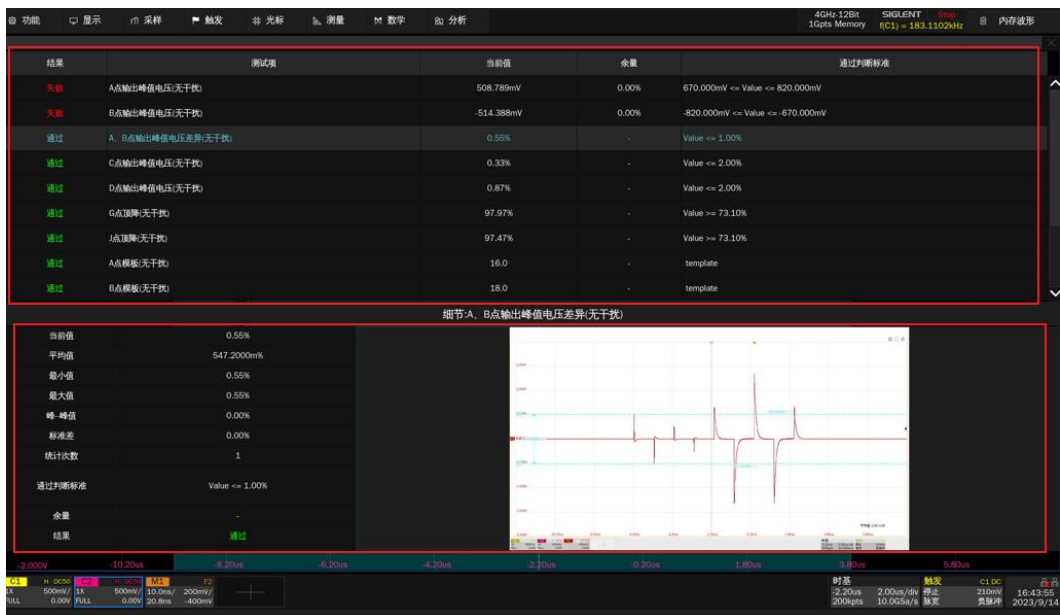 功能 显示 采样 触发 光标 测量 数学 分析 4GHz-12Bit SIGLENT Stop 内存波形
1Gpts Memory f(C1) = 183.1102kHz
结果 测试项 当前值 余量 通过判断标准
失败 A点输出峰值电压(无干扰) 508.789mV 0.00% 670.000mV <= Value <= 820.000mV
失败 B点输出峰值电压(无干扰) -514.388mV 0.00% -820.000mV <= Value <= -670.000mV
通过 A、B点输出峰值电压差异(无干扰) 0.55% - Value <= 1.00%
通过 C点输出峰值电压(无干扰) 0.33% - Value <= 2.00%
通过 D点输出峰值电压(无干扰) 0.87% - Value <= 2.00%
通过 G点顶降(无干扰) 97.97% - Value >= 73.10%
通过 J点顶降(无干扰) 97.47% - Value >= 73.10%
通过 A点模板(无干扰) 16.0 template
通过 B点模板(无干扰) 18.0 template
细节:A、B点输出峰值电压差异(无干扰)
当前值 0.55%
平均值 547.2000m%
最小值 0.55%
最大值 0.55%
峰-峰值 0.00%
标准差 0.00%
统计次数 1
通过判断标准 Value <= 1.00%
余量 -
结果 通过
-2.000V -10.20us -8.20us -6.20us -4.20us -2.20us -0.20us 1.80us 3.80us 5.80us
C1 H DC50 C2 H DC50 M1 F2 时基 触发 C1 DC
1X 500mV/ 1X 500mV/ 10.0ns/ 200mV/ -2.20us 2.00us/div 停止 210mV 16:43:55
FULL 0.00V FULL 0.00V 20.8ns -400mV 200kpts 10.0GSa/s 脉宽 负脉冲 2023/9/14